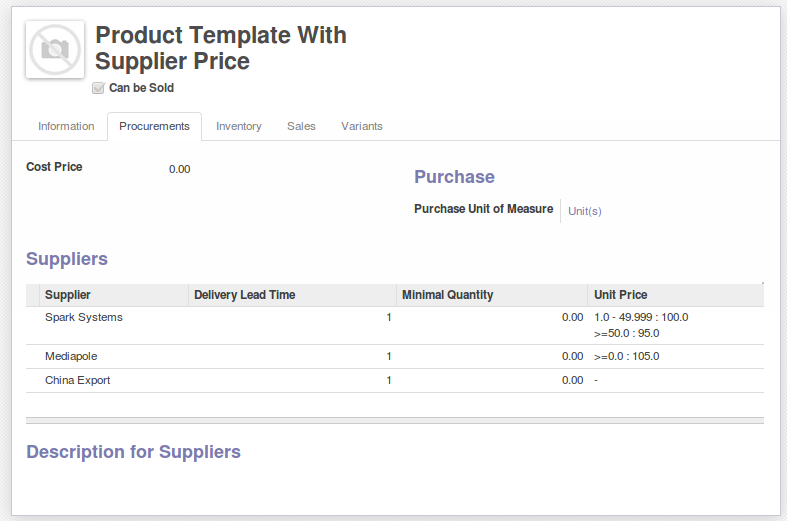 Product Template With
Supplier Price
Can be Sold
Information Procurements Inventory Sales Variants
Cost Price 0.00
Purchase
Purchase Unit of Measure Unit(s)
Suppliers
Supplier Delivery Lead Time Minimal Quantity Unit Price
Spark Systems 1 0.00 1.0 - 49.999 : 100.0
>=50.0 : 95.0
Mediapole 1 0.00 >=0.0 : 105.0
China Export 1 0.00 -
Description for Suppliers